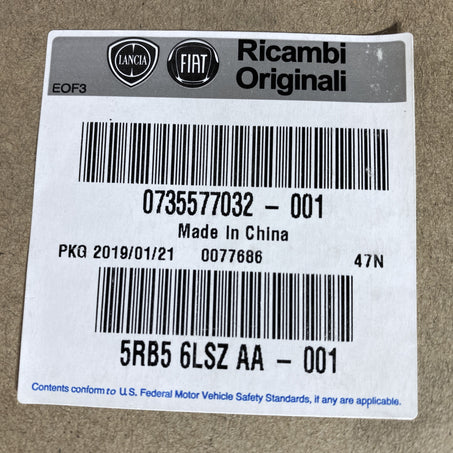 LANCIA FIAT Ricambi
Originali
EOF3
0735577032 - 001
Made In China
PKG 2019/01/21 0077686 47N
5RB5 6LSZ AA - 001
Contents conform to U.S. Federal Motor Vehicle Safety Standards, if any are applicable.